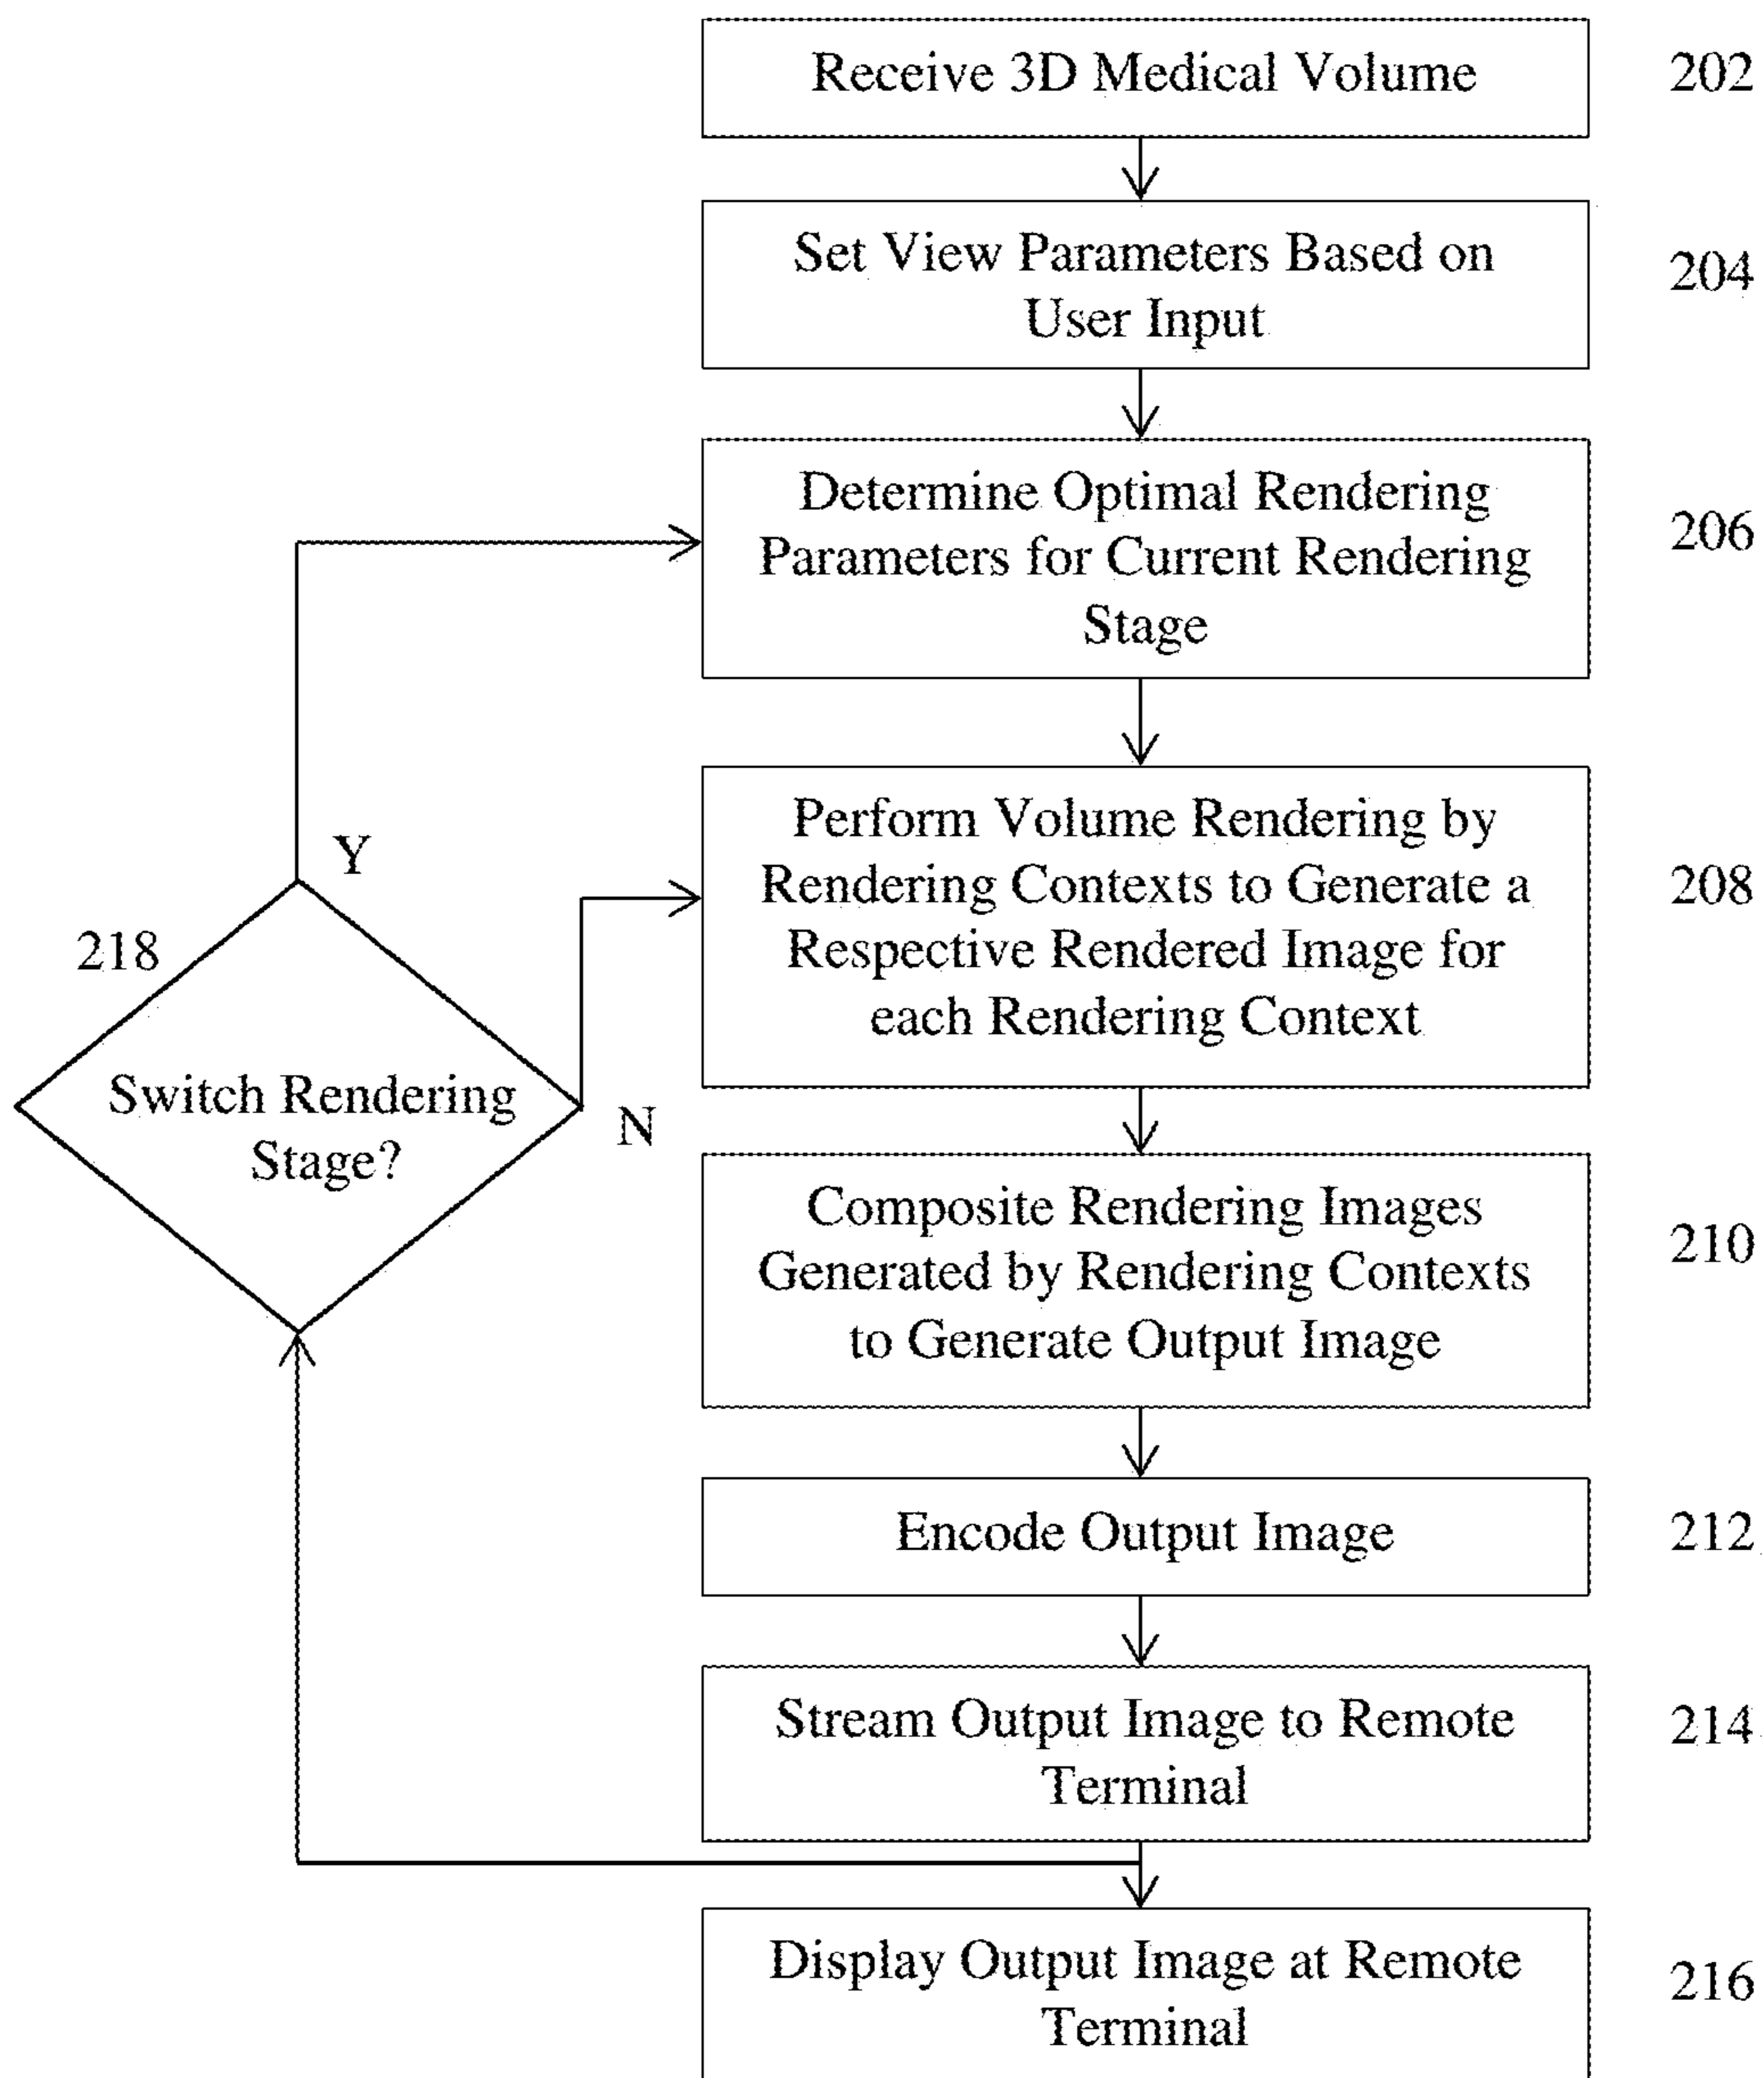 Receive 3D Medical Volume
202
Set View Parameters Based on
User Input
204
Determine Optimal Rendering
Parameters for Current Rendering
Stage
206
Perform Volume Rendering by
Rendering Contexts to Generate a
Respective Rendered Image for
each Rendering Context
208
Y
218
Switch Rendering
Stage?
N
Composite Rendering Images
Generated by Rendering Contexts
to Generate Output Image
210
Encode Output Image
212
Stream Output Image to Remote
Terminal
214
Display Output Image at Remote
Terminal
216